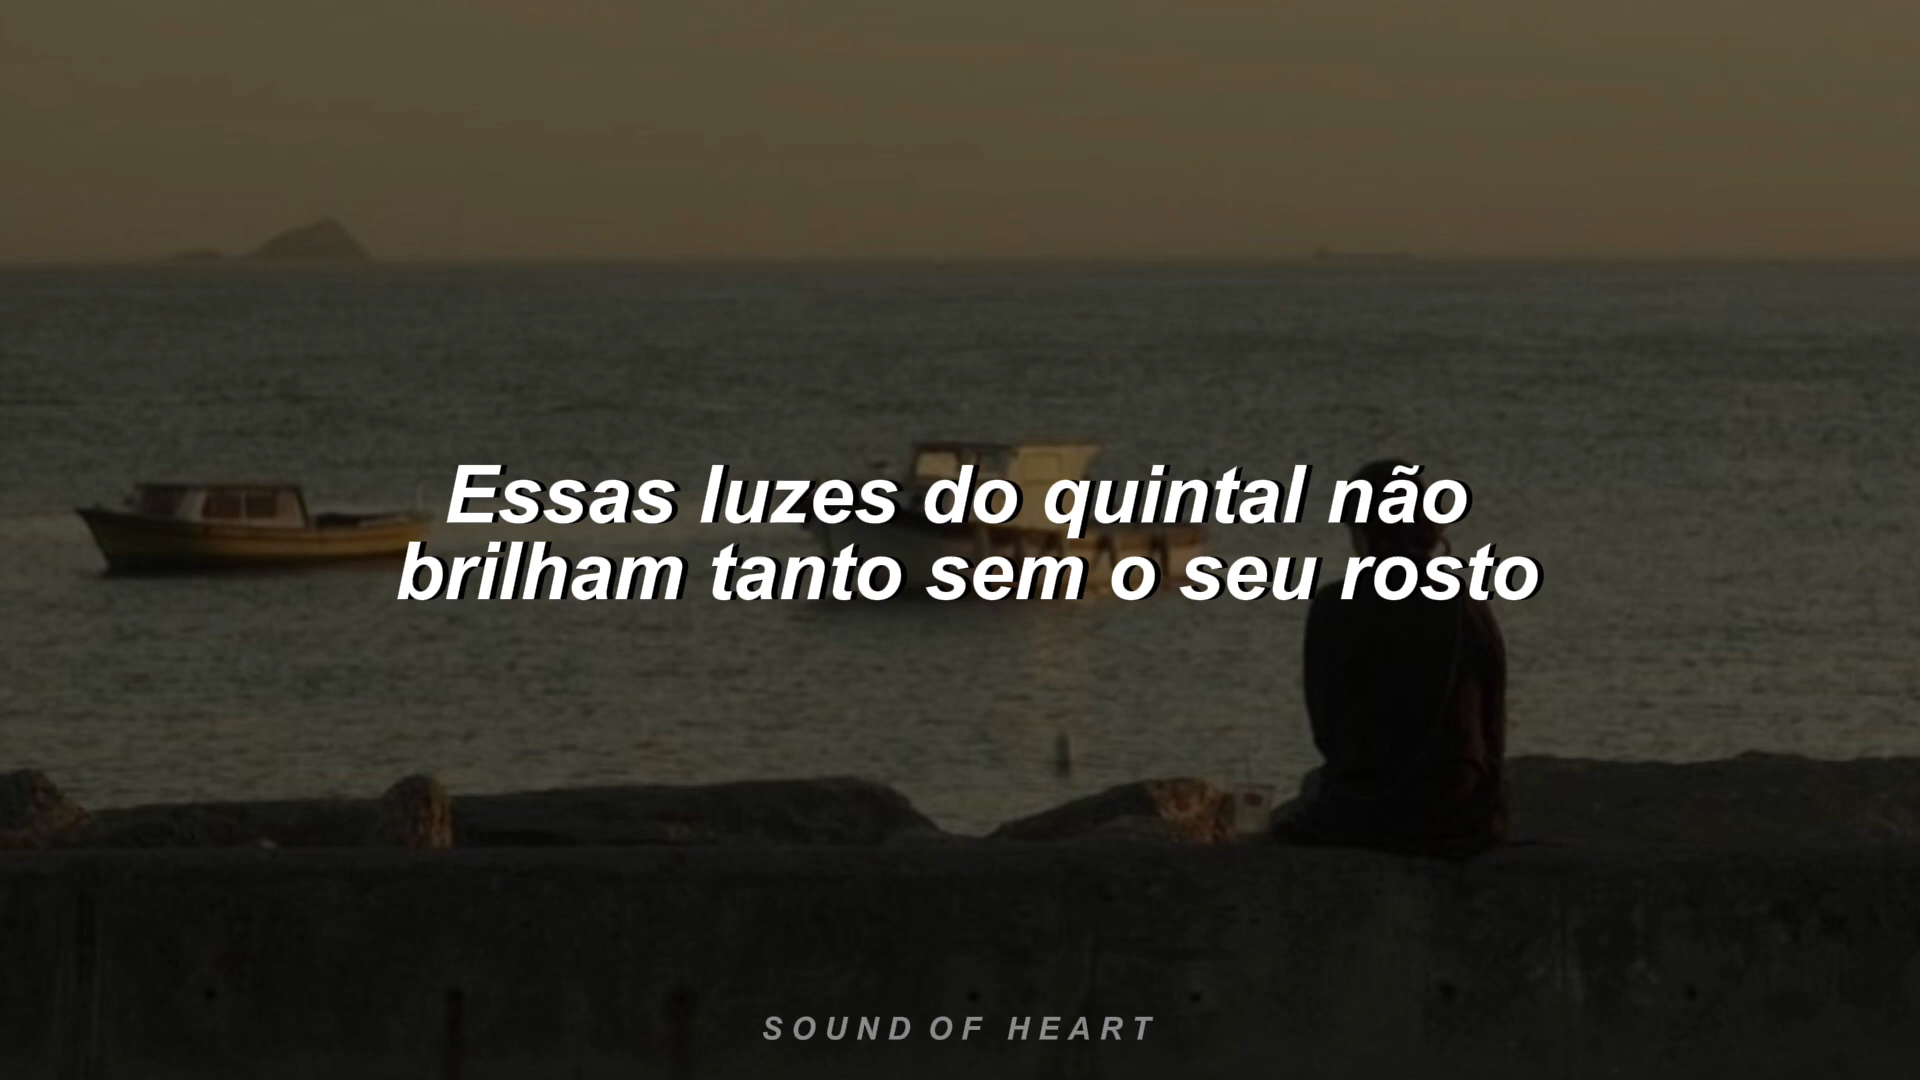 Essas luzes do quintal não
brilham tanto sem o seu rosto
SOUND OF HEART